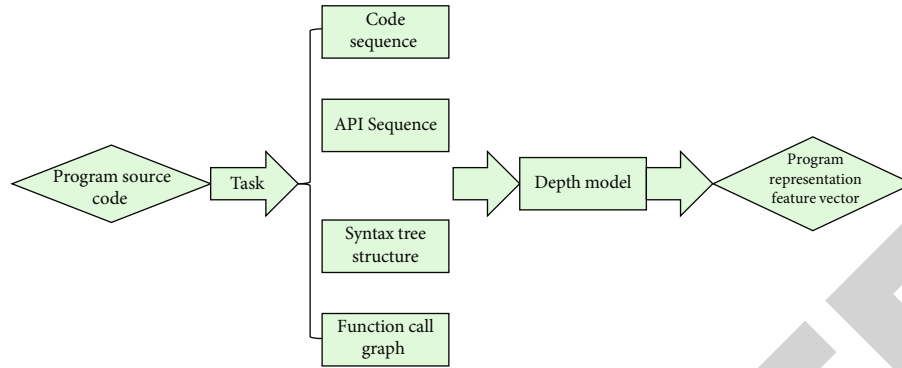 Code
sequence
API Sequence
Program source
code
Task
Syntax tree
structure
Function call
graph
Depth model
Program
representation
feature vector